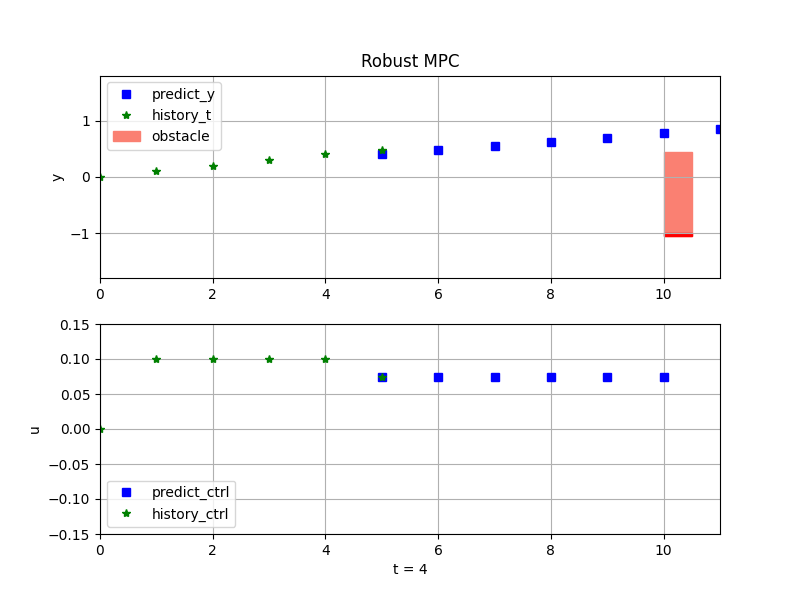 Robust MPC
predict_y
history_t
obstacle
y
1
0
−1
0
2
4
6
8
10
0.15
0.10
0.05
0.00
−0.05
−0.10
−0.15
u
predict_ctrl
history_ctrl
0
2
4
6
8
10
t = 4